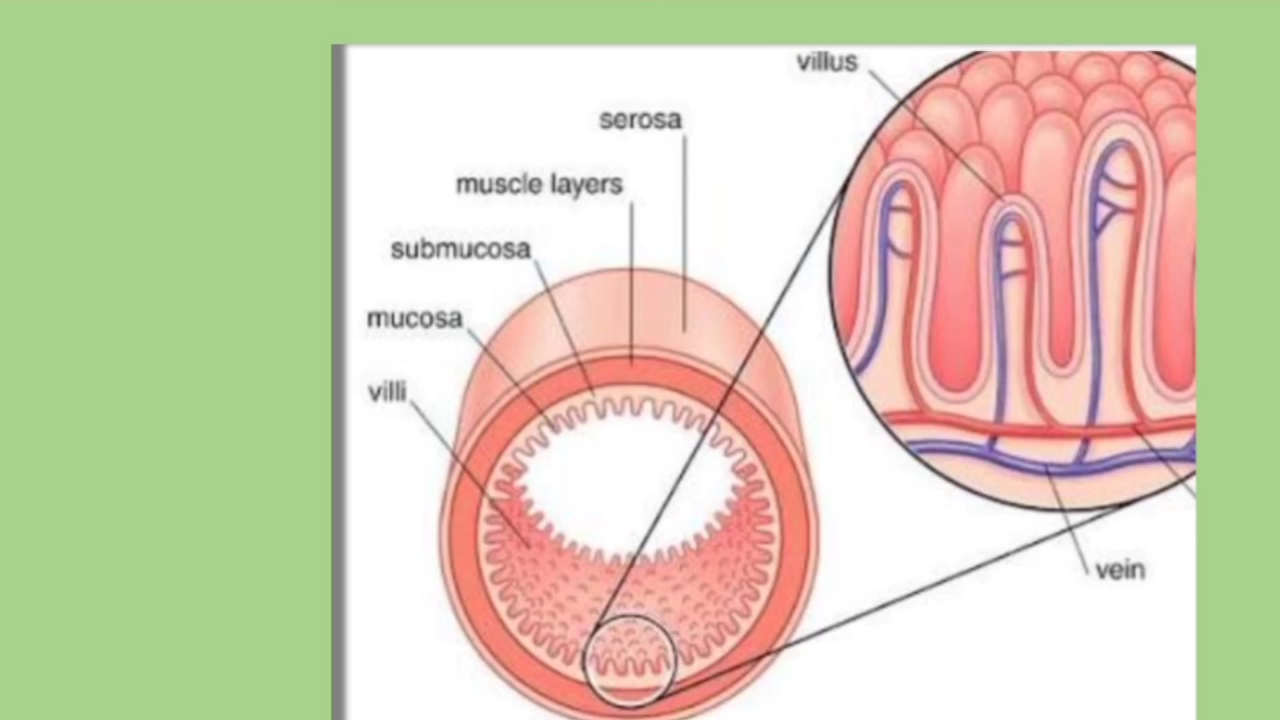 villus
serosa
muscle layers
submucosa
mucosa
villi
vein